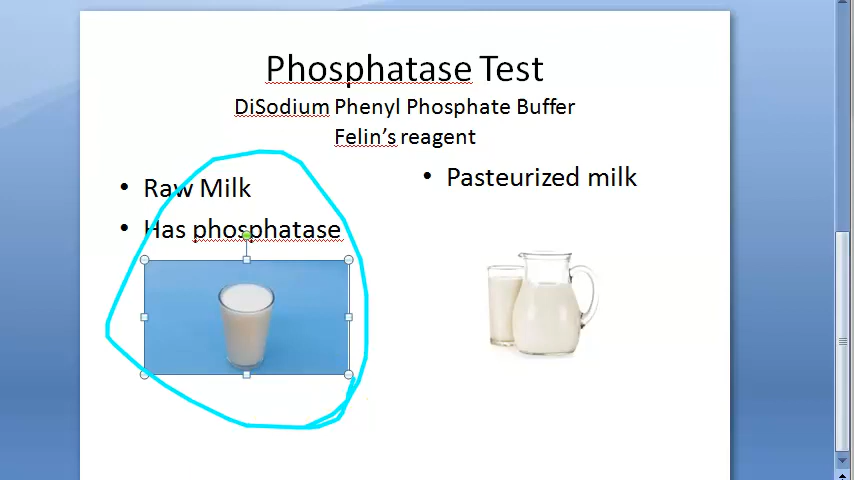 Phosphatase Test
DiSodium Phenyl Phosphate Buffer
Felin's reagent
• Raw Milk
• Has phosphatase
• Pasteurized milk